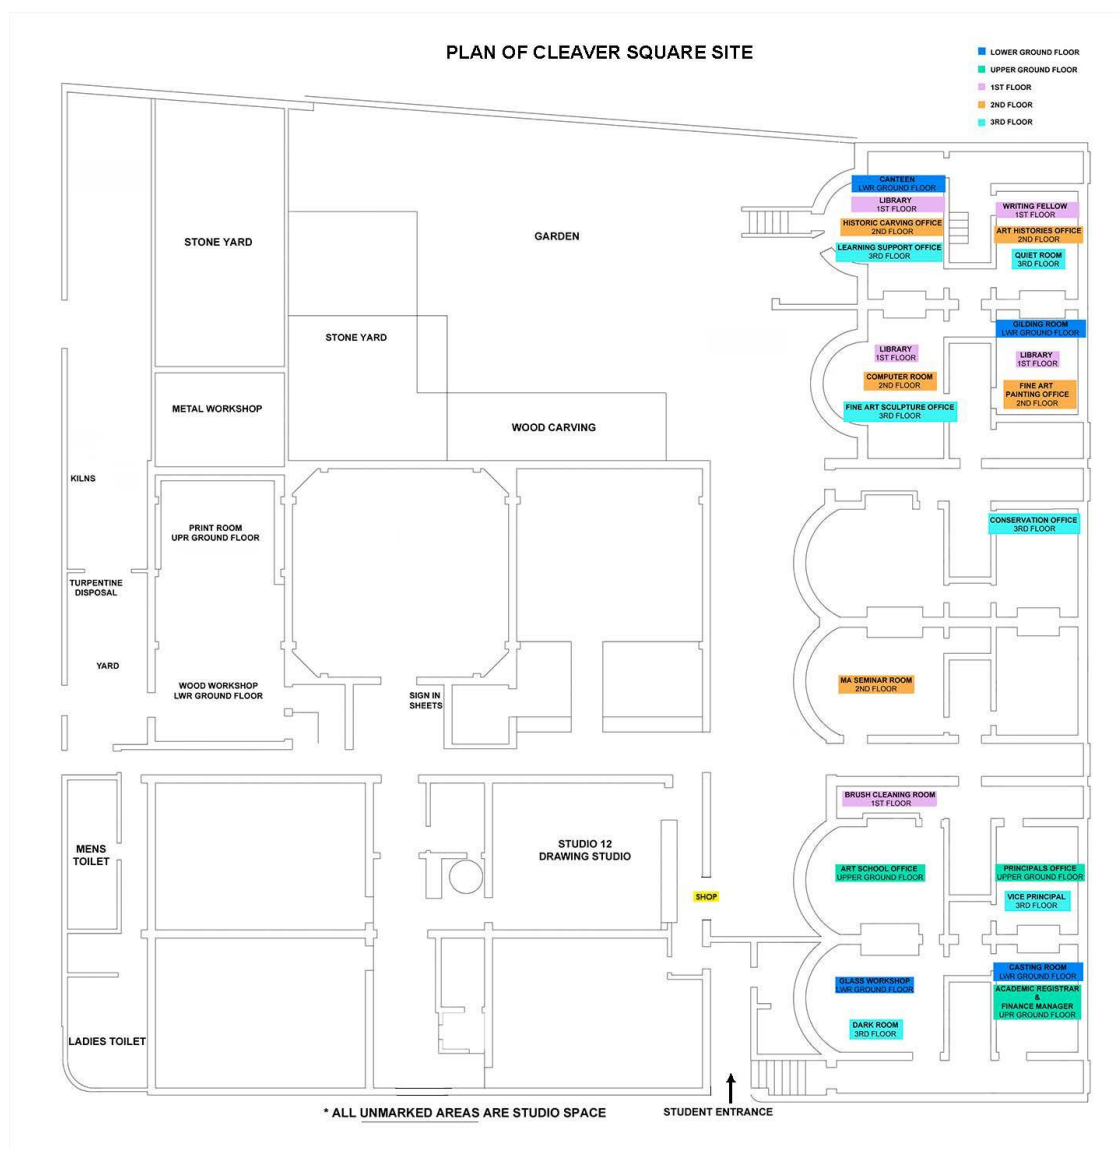 PLAN OF CLEAVER SQUARE SITE
LOWER GROUND FLOOR
UPPER GROUND FLOOR
1ST FLOOR
2ND FLOOR
3RD FLOOR
CANTEEN
LWR GROUND FLOOR
LIBRARY
1ST FLOOR
HISTORIC CARVING OFFICE
2ND FLOOR
LEARNING SUPPORT OFFICE
3RD FLOOR
WRITING FELLOW
1ST FLOOR
ART HISTORIES OFFICE
2ND FLOOR
QUIET ROOM
3RD FLOOR
STONE YARD
GARDEN
STONE YARD
GILDING ROOM
LWR GROUND FLOOR
LIBRARY
1ST FLOOR
COMPUTER ROOM
2ND FLOOR
FINE ART SCULPTURE OFFICE
3RD FLOOR
LIBRARY
1ST FLOOR
FINE ART
PAINTING OFFICE
2ND FLOOR
METAL WORKSHOP
WOOD CARVING
KILNS
PRINT ROOM
UPR GROUND FLOOR
CONSERVATION OFFICE
3RD FLOOR
TURPENTINE
DISPOSAL
YARD
WOOD WORKSHOP
LWR GROUND FLOOR
SIGN IN
SHEETS
MA SEMINAR ROOM
2ND FLOOR
BRUSH CLEANING ROOM
1ST FLOOR
MENS
TOILET
STUDIO 12
DRAWING STUDIO
ART SCHOOL OFFICE
UPPER GROUND FLOOR
PRINCIPALS OFFICE
UPPER GROUND FLOOR
SHOP
VICE PRINCIPAL
3RD FLOOR
GLASS WORKSHOP
LWR GROUND FLOOR
CASTING ROOM
LWR GROUND FLOOR
ACADEMIC REGISTRAR
&
FINANCE MANAGER
UPR GROUND FLOOR
DARK ROOM
3RD FLOOR
LADIES TOILET
* ALL UNMARKED AREAS ARE STUDIO SPACE
STUDENT ENTRANCE